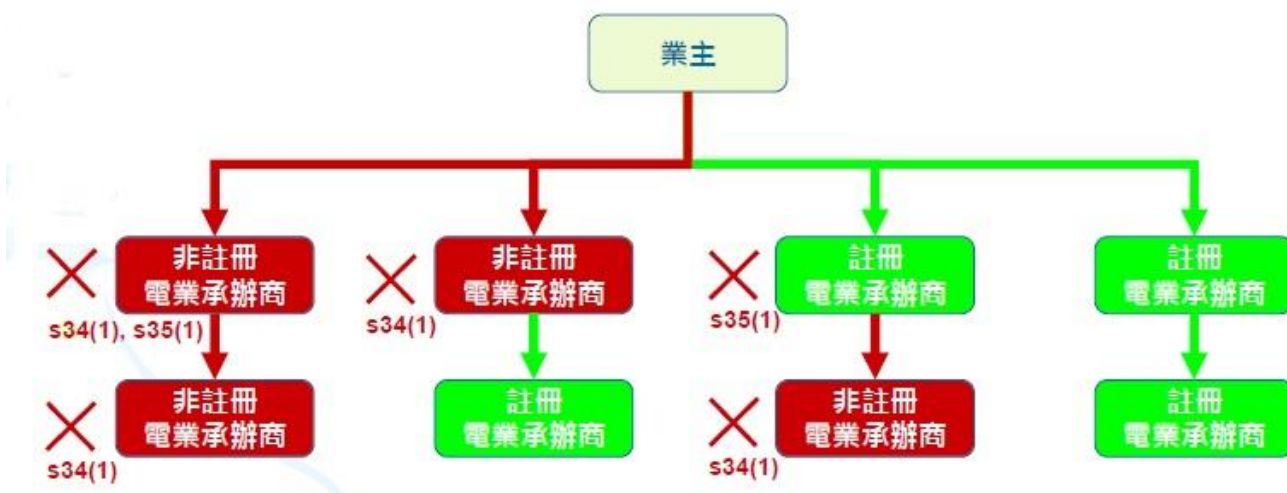 業主
非註冊
電業承辦商
s34(1), s35(1)
非註冊
電業承辦商
s34(1)
註冊
電業承辦商
s35(1)
註冊
電業承辦商
非註冊
電業承辦商
s34(1)
註冊
電業承辦商
非註冊
電業承辦商
s34(1)
註冊
電業承辦商